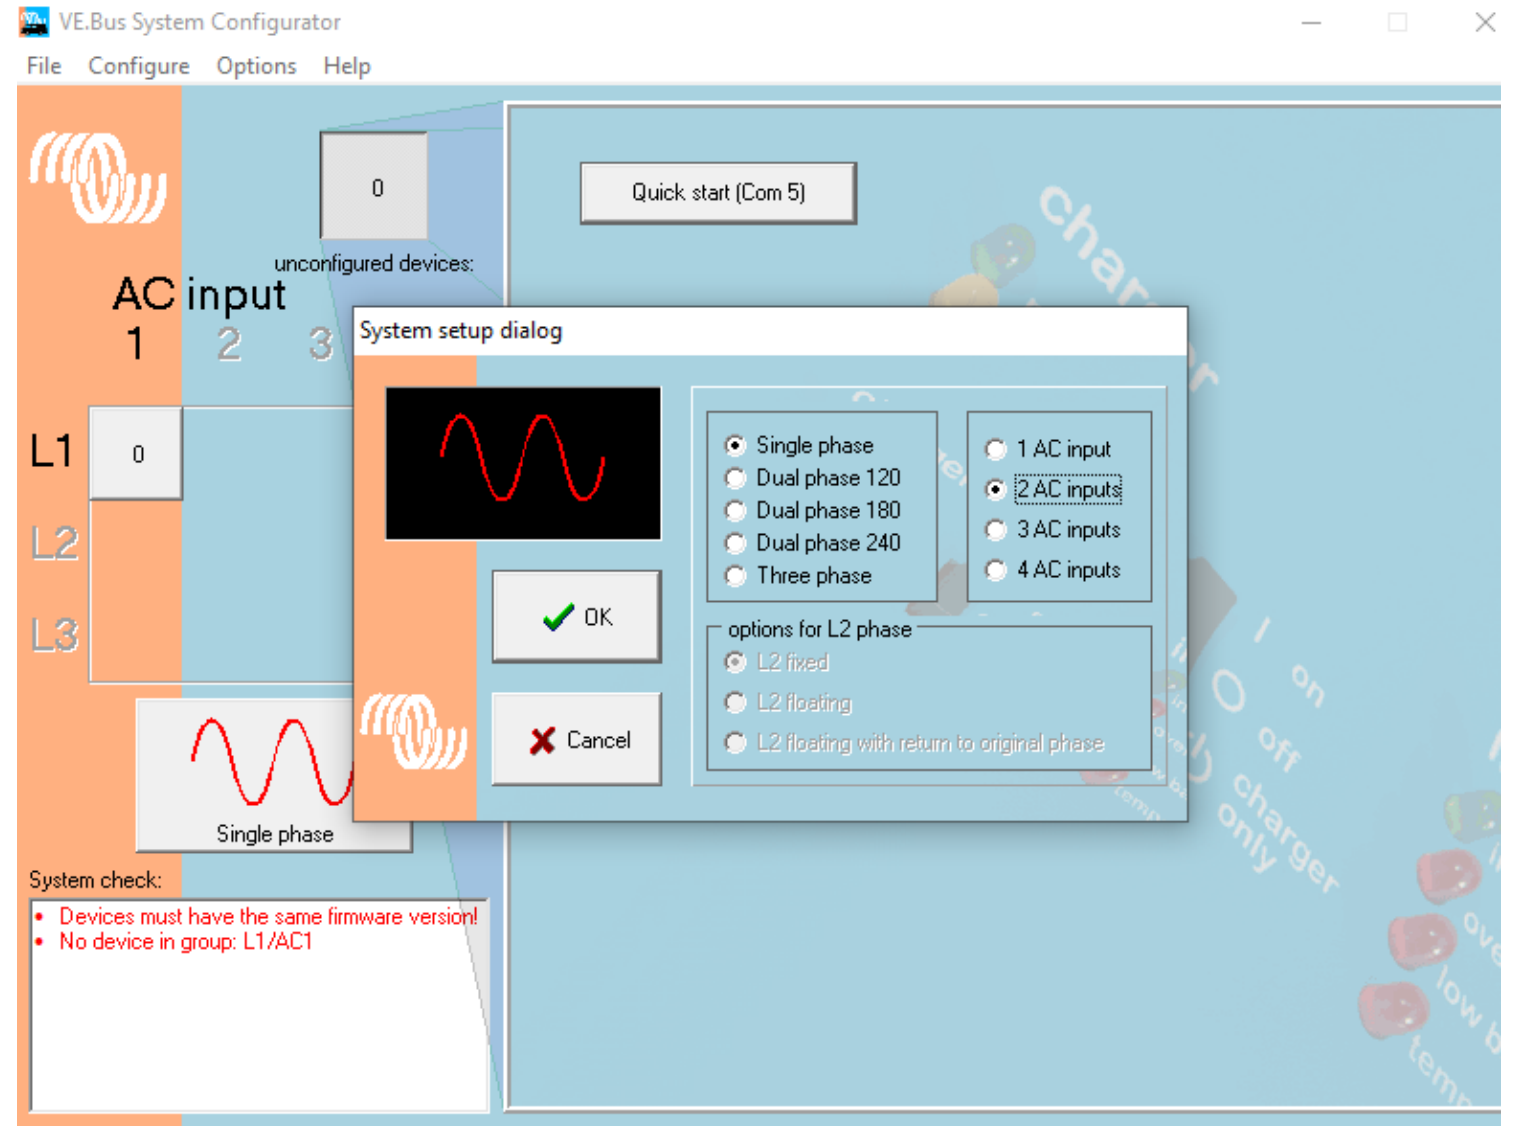 VE.Bus System Configurator
File Configure Options Help
0
Quick start (Com 5)
unconfigured devices:
AC input
1 2 3
L1
0
L2
L3
Single phase
System check:
• Devices must have the same firmware version!
• No device in group: L1/AC1
System setup dialog
OK
Cancel
Single phase
Dual phase 120
Dual phase 180
Dual phase 240
Three phase
1 AC input
2 AC inputs
3 AC inputs
4 AC inputs
options for L2 phase
L2 fixed
L2 floating
L2 floating with return to original phase
charger
I on
O off
charger
only
low b
temp